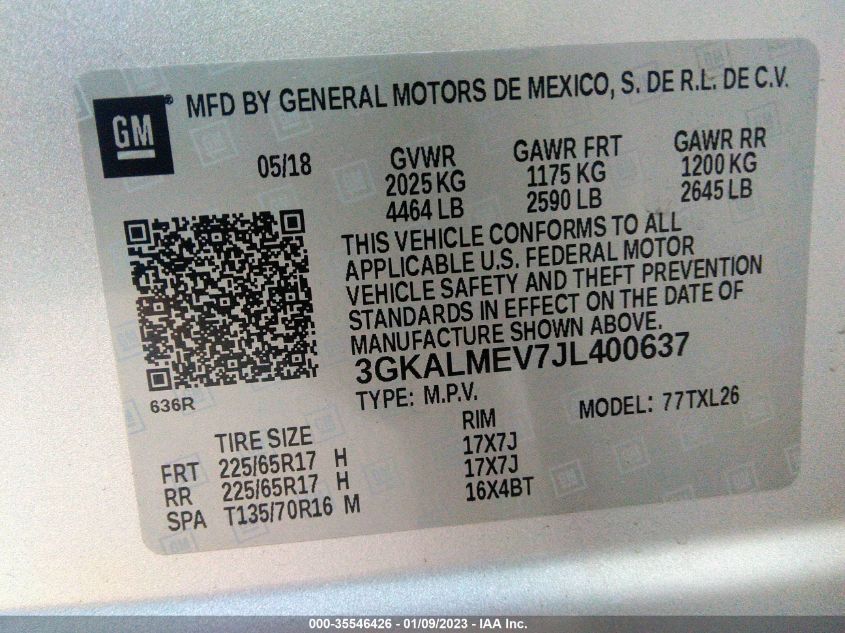 GM ® MFD BY GENERAL MOTORS DE MEXICO, S. DE R.L. DE C.V.
05/18
GVWR
2025 KG
4464 LB
GAWR FRT
1175 KG
2590 LB
GAWR RR
1200 KG
2645 LB
THIS VEHICLE CONFORMS TO ALL
APPLICABLE U.S. FEDERAL MOTOR
VEHICLE SAFETY AND THEFT PREVENTION
STANDARDS IN EFFECT ON THE DATE OF
MANUFACTURE SHOWN ABOVE.
3GKALMEV7JL400637
636R
TYPE: M.P.V. MODEL: 77TXL26
TIRE SIZE RIM
FRT 225/65R17 H 17X7J
RR 225/65R17 H 17X7J
SPA T135/70R16 M 16X4BT
000-35546426 - 01/09/2023 - IAA Inc.